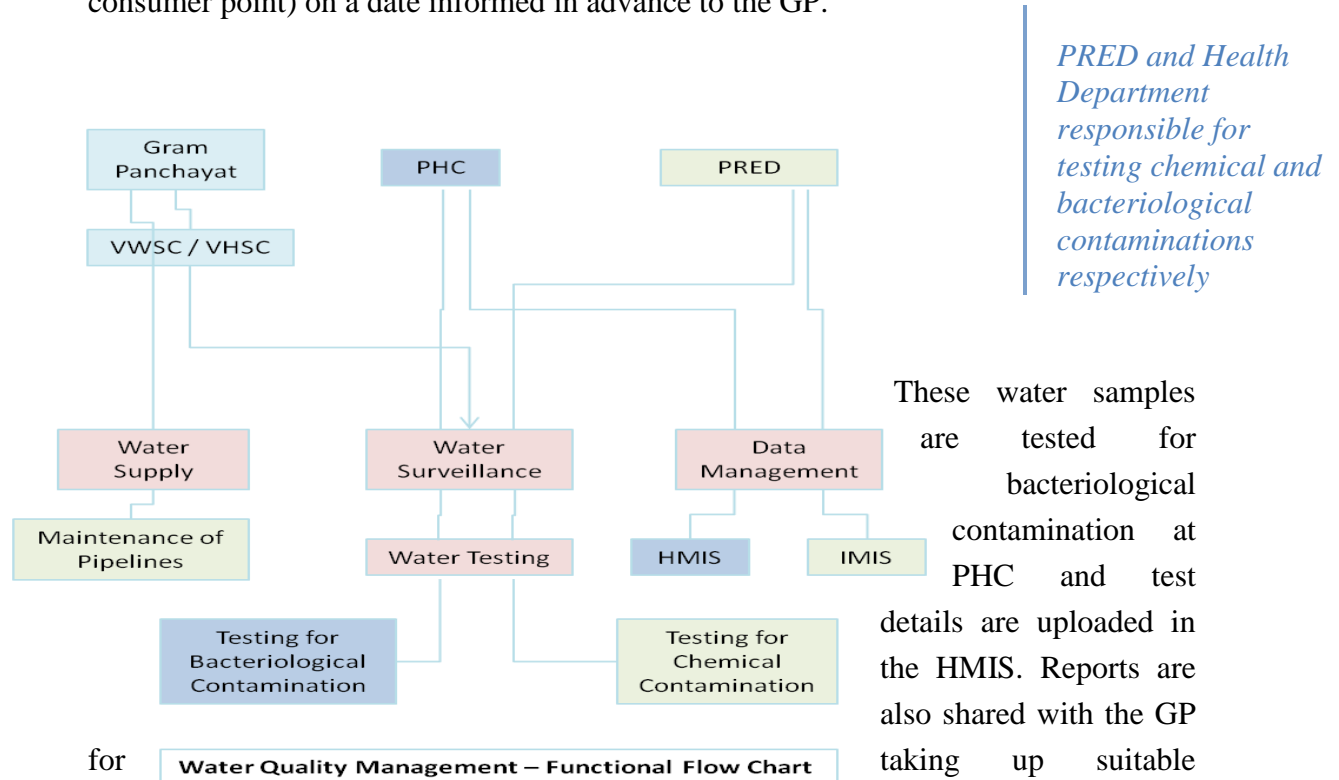 consumer point) on a date informed in advance to the GP.
PRED and Health
Department
responsible for
testing chemical and
bacteriological
contaminations
respectively
Gram
Panchayat
PHC
PRED
VWSC / VHSC
Water
Supply
Water
Surveillance
Data
Management
Maintenance of
Pipelines
Water Testing
HMIS
IMIS
Testing for
Bacteriological
Contamination
Testing for
Chemical
Contamination
Water Quality Management – Functional Flow Chart
These water samples
are tested for
bacteriological
contamination at
PHC and test
details are uploaded in
the HMIS. Reports are
also shared with the GP
for taking up suitable